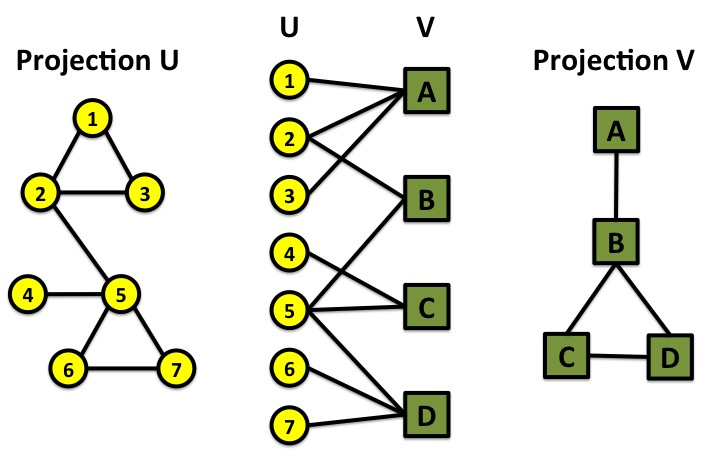 Projection U
1
2
3
4
5
6
7
U V
1
2
3
4
5
6
7
A
B
C
D
Projection V
A
B
C D